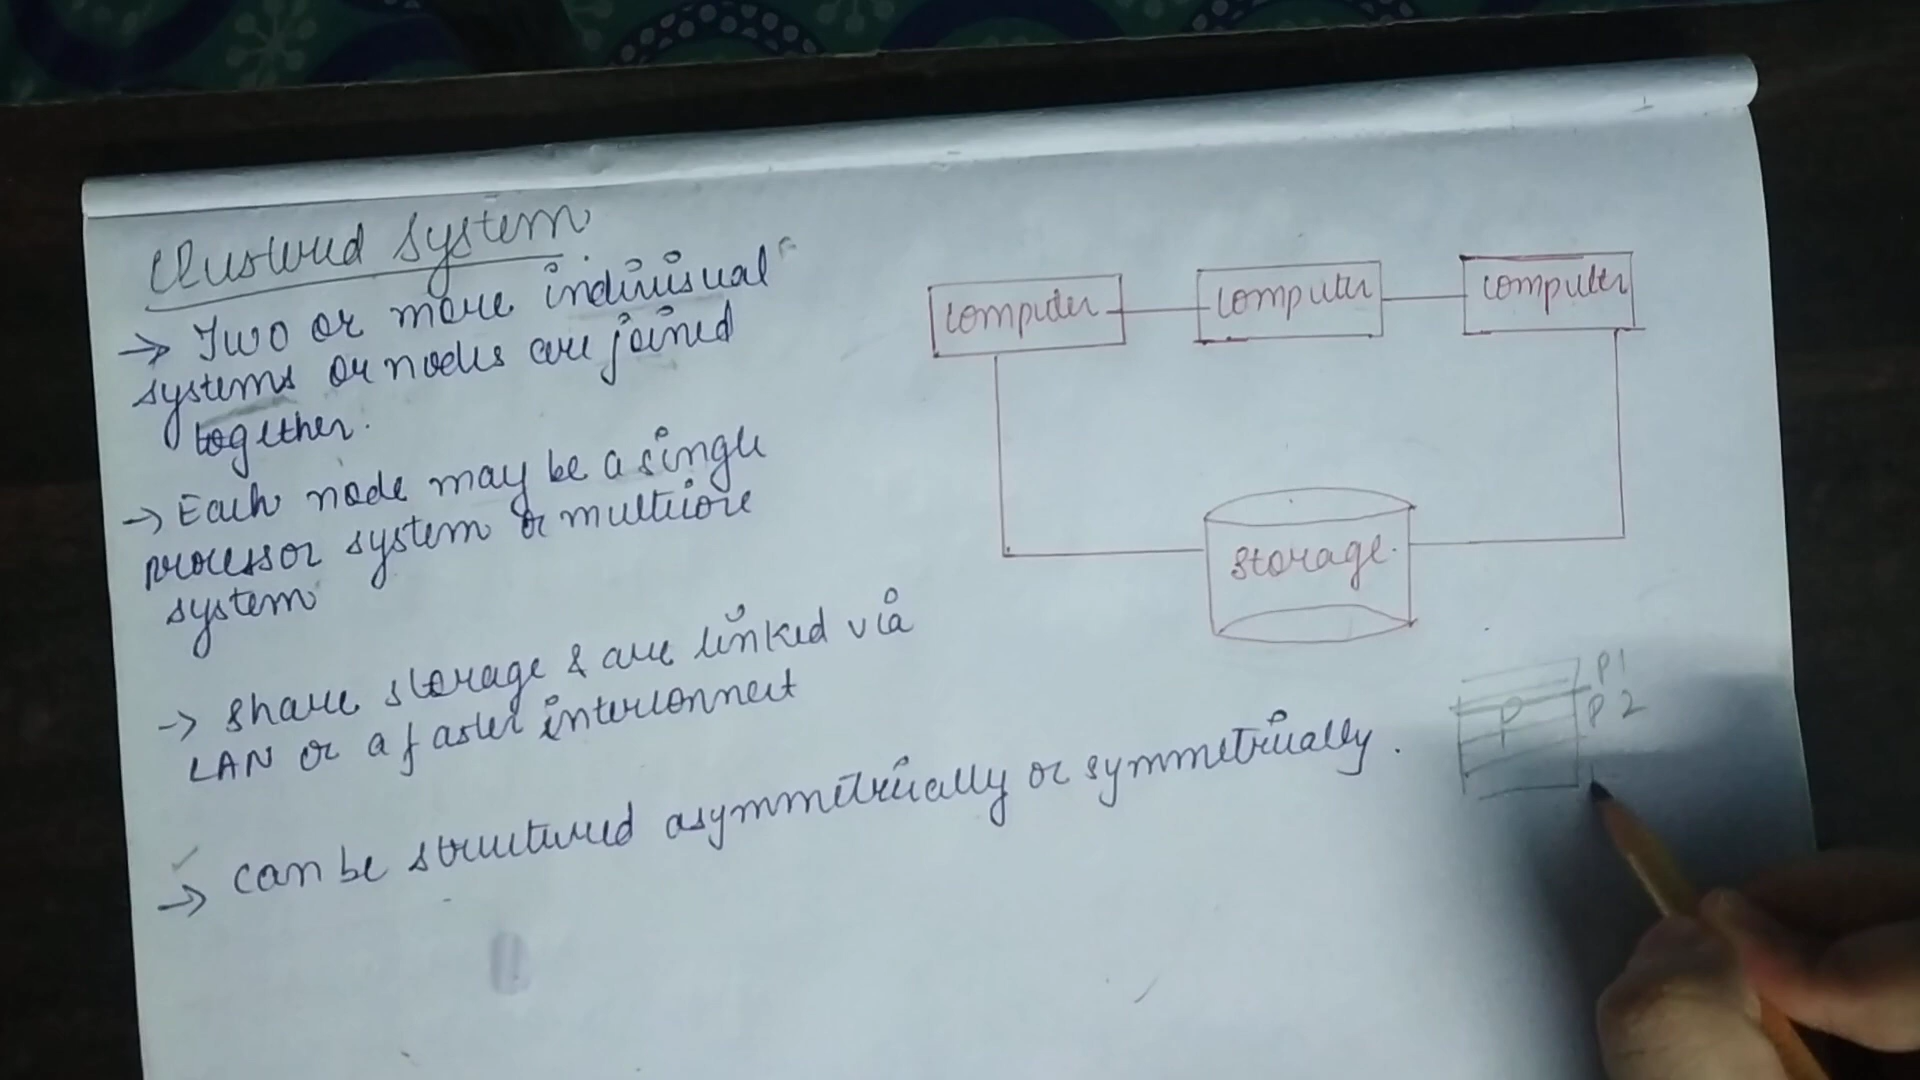 Clustered System
→ Two or more indiviisual
systems or nodes are joined
together.
→ Each node may be a single
processor system or multicore
system
→ share storage & are linked via
LAN or a faster interconnect
→ can be structured asymmetrically or symmetrically.
computer computer computer
storage.
P1
P
P2